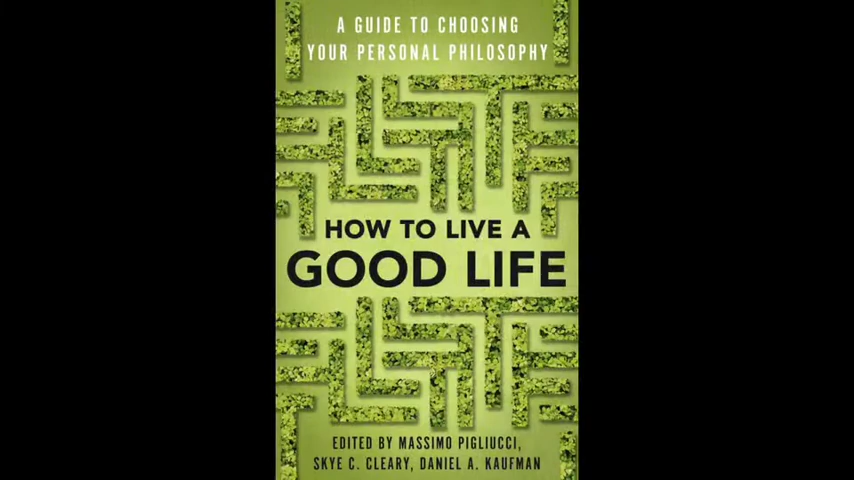 A GUIDE TO CHOOSING
YOUR PERSONAL PHILOSOPHY
HOW TO LIVE A
GOOD LIFE
EDITED BY MASSIMO PIGLIUCCI,
SKYE C. CLEARY, DANIEL A. KAUFMAN